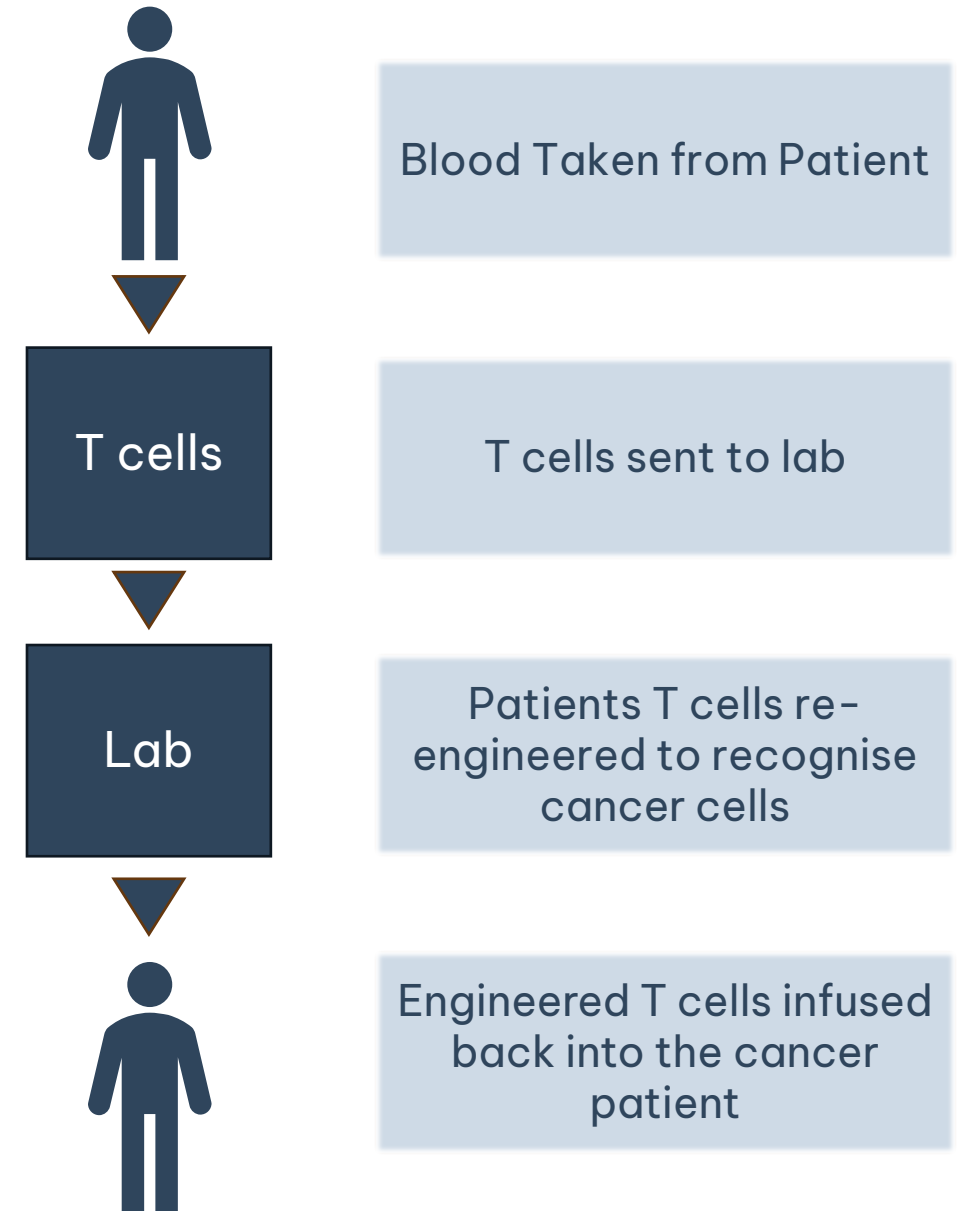 Blood Taken from Patient
T cells
T cells sent to lab
Lab
Patients T cells re-
engineered to recognise
cancer cells
Engineered T cells infused
back into the cancer
patient